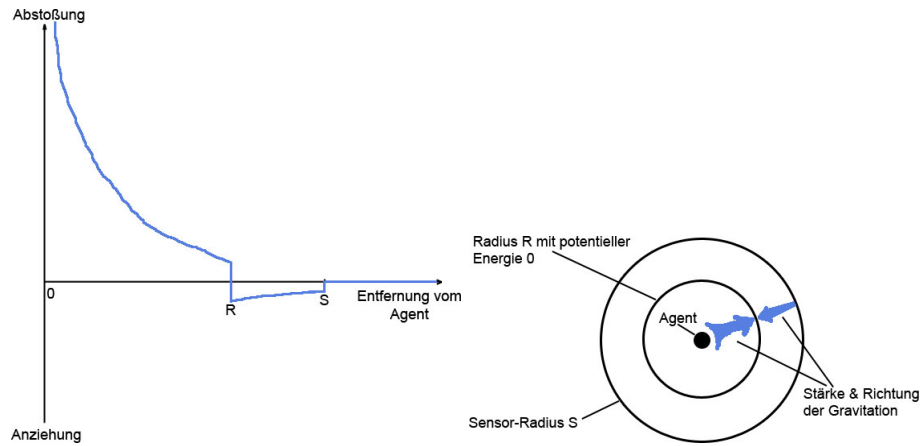 Abstoßung
0
R
S
Entfernung vom
Agent
Anziehung
Radius R mit potentieller
Energie 0
Agent
Sensor-Radius S
Stärke & Richtung
der Gravitation